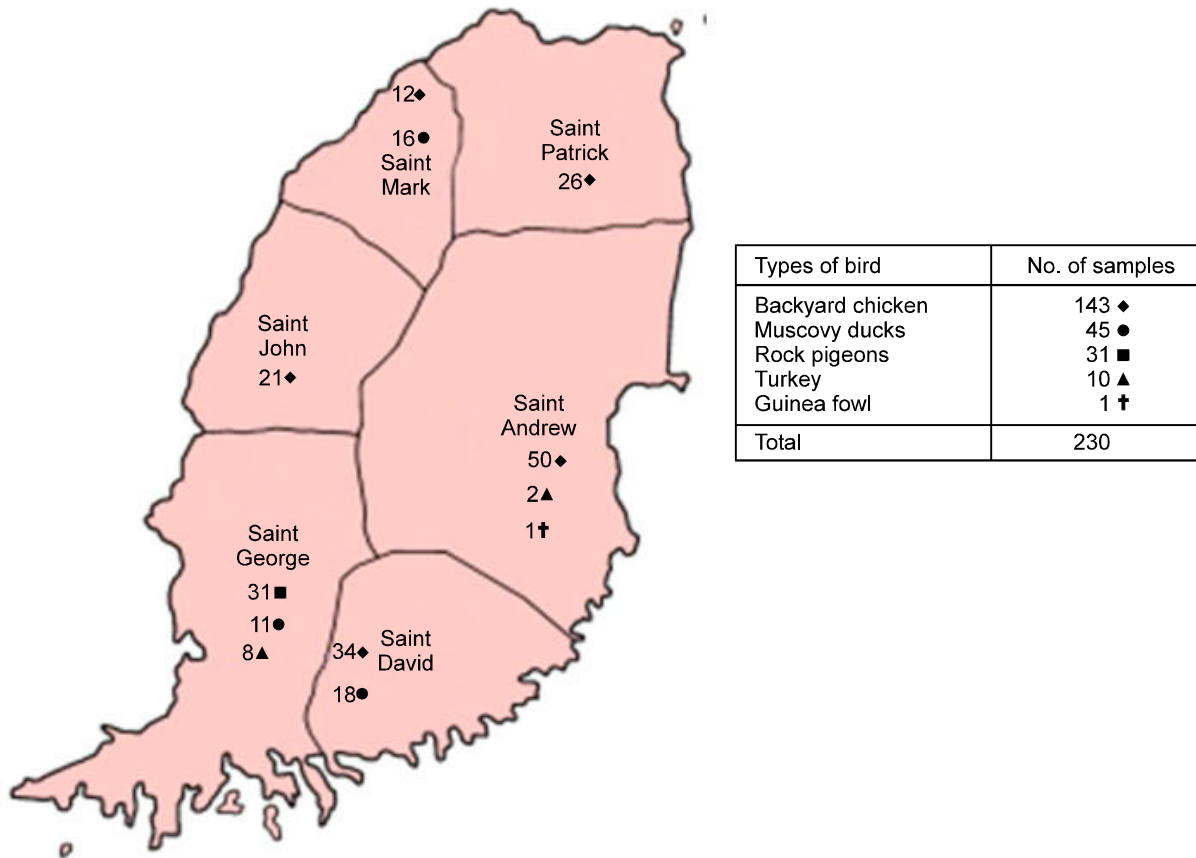 12◆
16●
Saint
Mark
Saint
Patrick
26◆
Saint
John
21◆
Saint
Andrew
50◆
2▲
1✝
Saint
George
31■
11●
8▲
Saint
David
34◆
18●
Types of bird No. of samples
Backyard chicken 143 ◆
Muscovy ducks 45 ●
Rock pigeons 31 ■
Turkey 10 ▲
Guinea fowl 1 ✝
Total 230